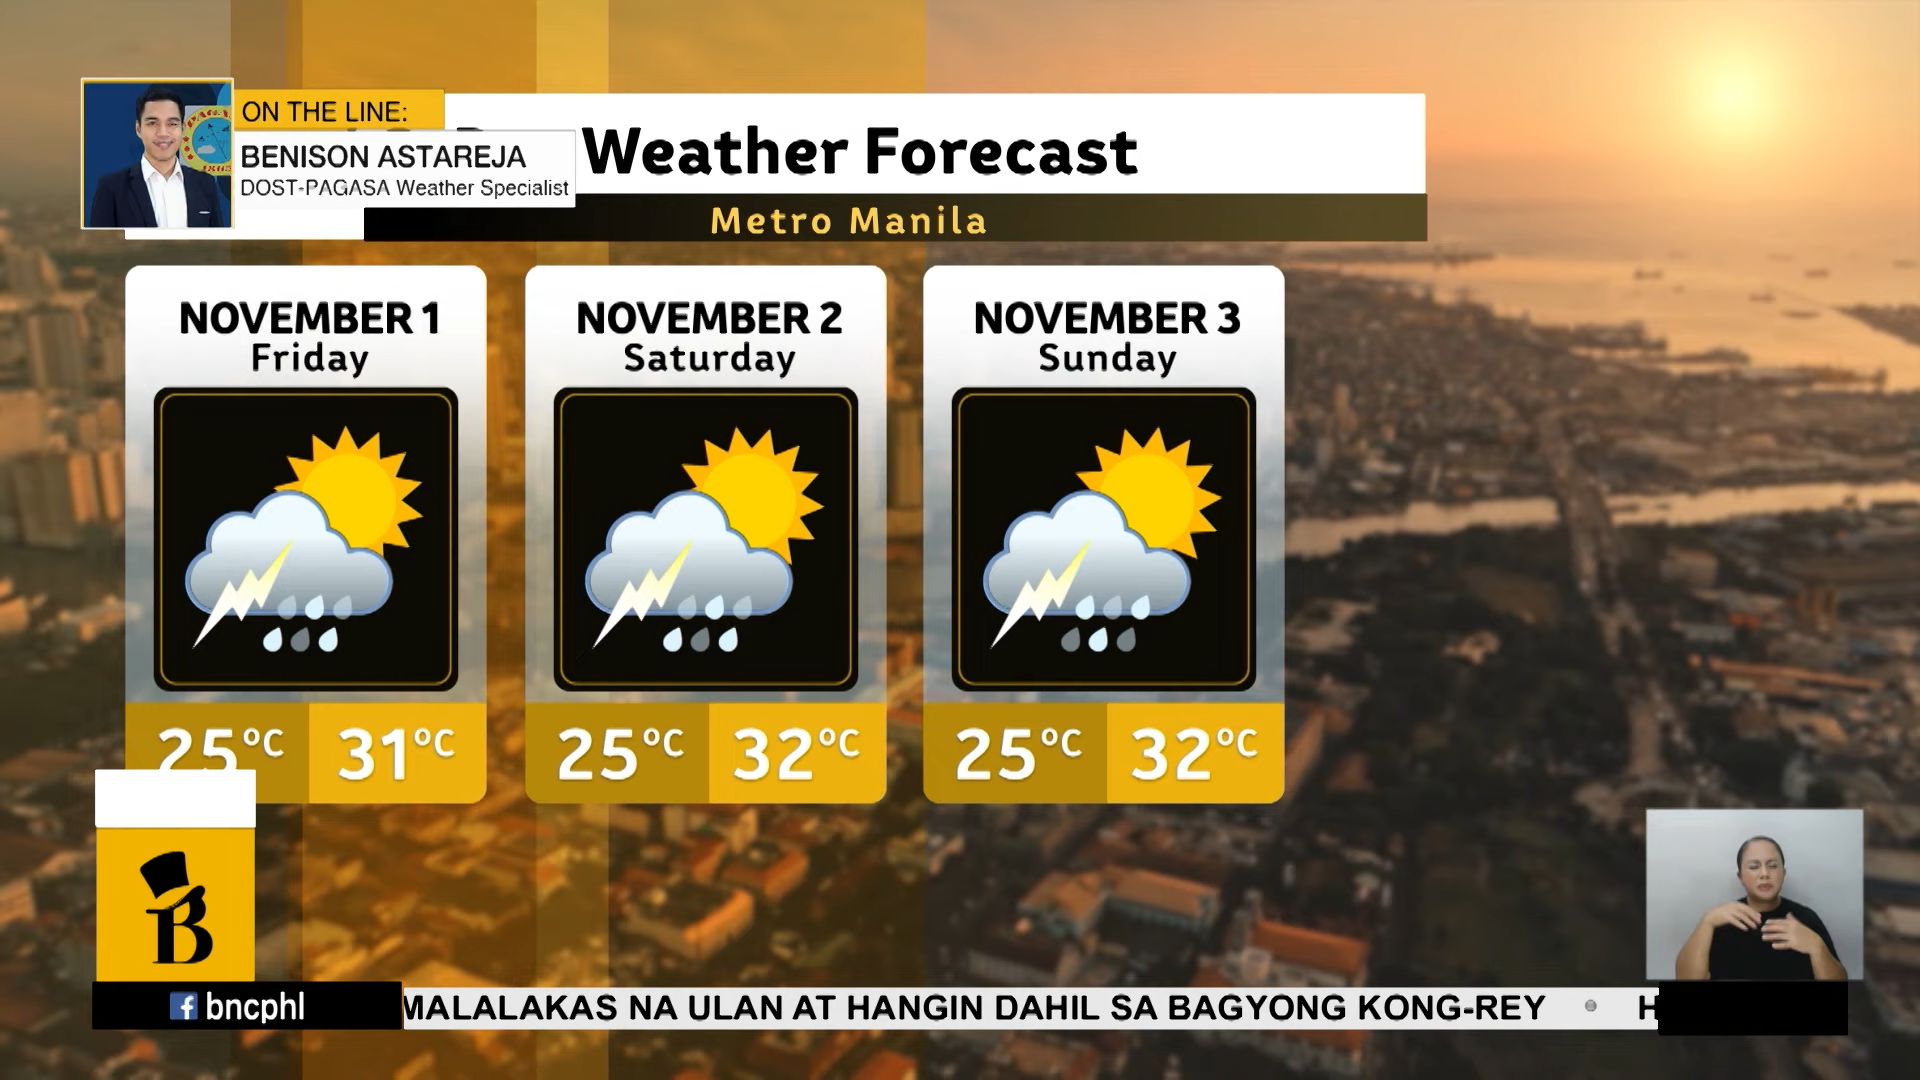 ON THE LINE:
BENISON ASTAREJA
DOST-PAGASA Weather Specialist
Weather Forecast
Metro Manila
NOVEMBER 1
Friday
25°C 31°C
NOVEMBER 2
Saturday
25°C 32°C
NOVEMBER 3
Sunday
25°C 32°C
B
bncphl
MALALAKAS NA ULAN AT HANGIN DAHIL SA BAGYONG KONG-REY • H